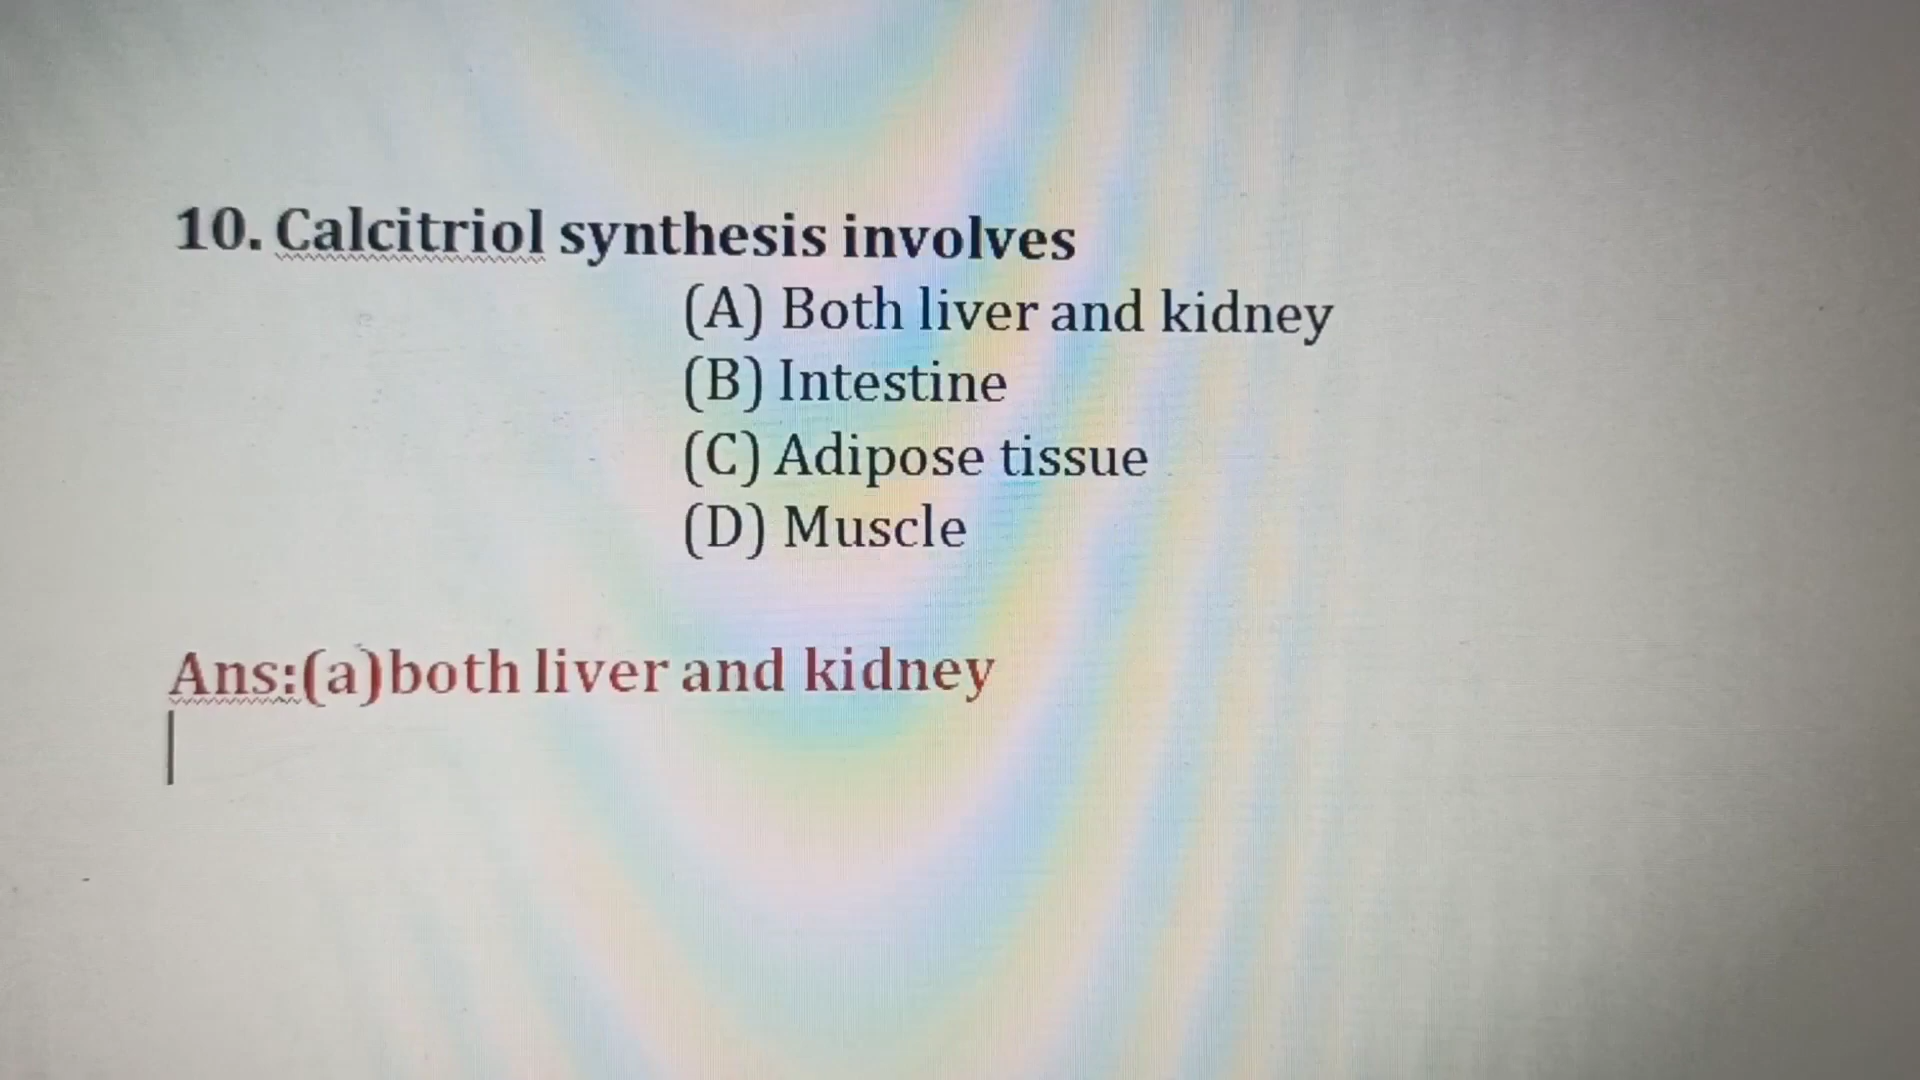 10. Calcitriol synthesis involves
(A) Both liver and kidney
(B) Intestine
(C) Adipose tissue
(D) Muscle
Ans:(a)both liver and kidney